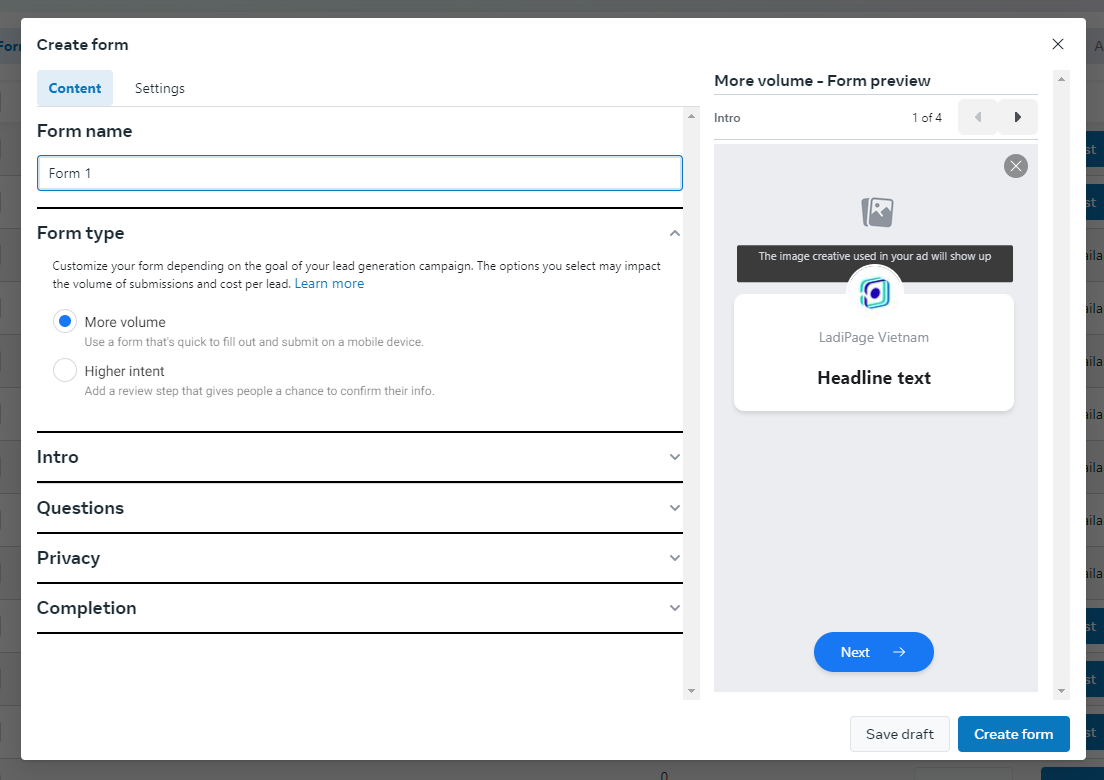 Create form
Content
Settings
Form name
Form 1
Form type
Customize your form depending on the goal of your lead generation campaign. The options you select may impact
the volume of submissions and cost per lead. Learn more
More volume
Use a form that's quick to fill out and submit on a mobile device.
Higher intent
Add a review step that gives people a chance to confirm their info.
Intro
Questions
Privacy
Completion
More volume - Form preview
Intro
1 of 4
The image creative used in your ad will show up
LadiPage Vietnam
Headline text
Next
Save draft
Create form